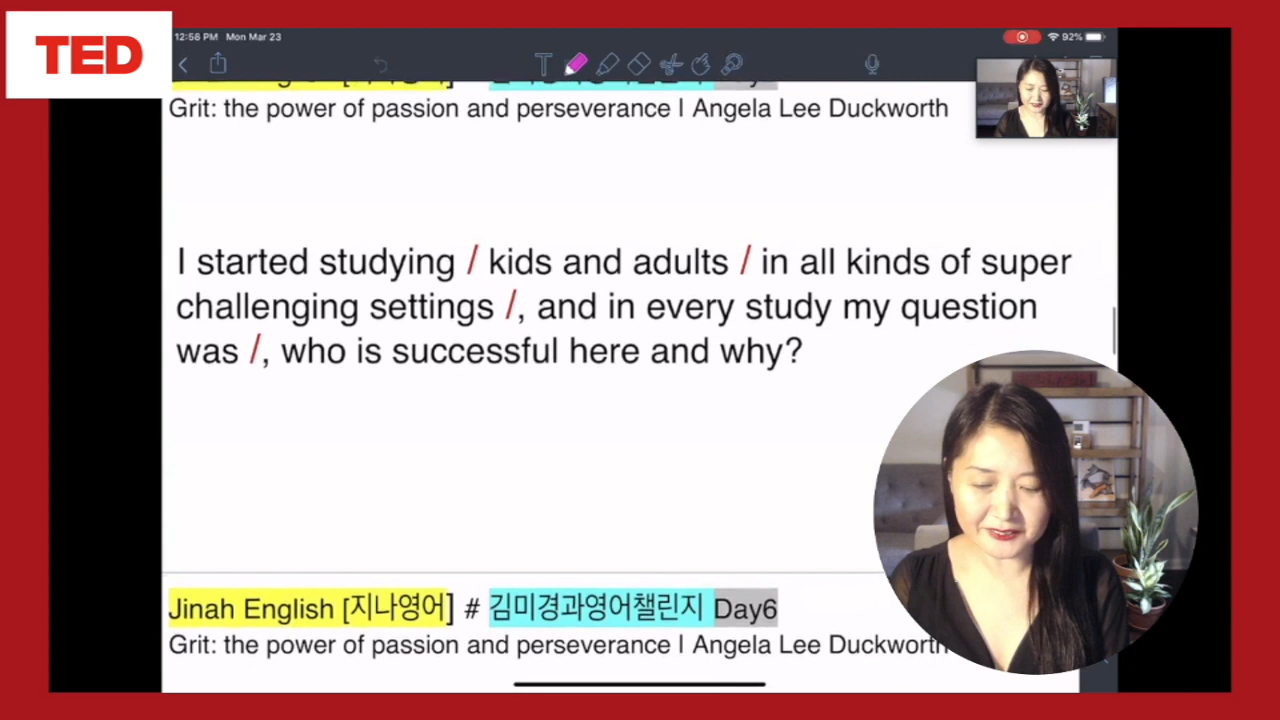 TED
12:58 PM Mon Mar 23
92%
Grit: the power of passion and perseverance I Angela Lee Duckworth
I started studying / kids and adults / in all kinds of super
challenging settings /, and in every study my question
was /, who is successful here and why?
Jinah English [지나영어] # 김미경과영어챌린지 Day6
Grit: the power of passion and perseverance I Angela Lee Duckworth